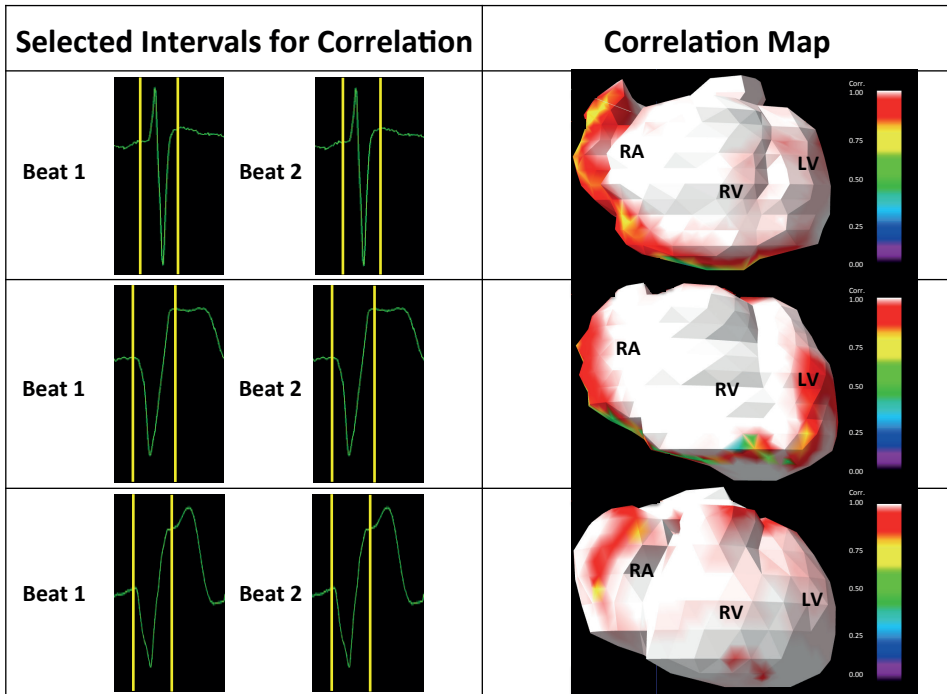 Selected Intervals for Correlation
Correlation Map
Beat 1
Beat 2
RA
RV
LV
Corr.
1.00
0.75
0.50
0.25
0.00
Beat 1
Beat 2
RA
RV
LV
Corr.
1.00
0.75
0.50
0.25
0.00
Beat 1
Beat 2
RA
RV
LV
Corr.
1.00
0.75
0.50
0.25
0.00